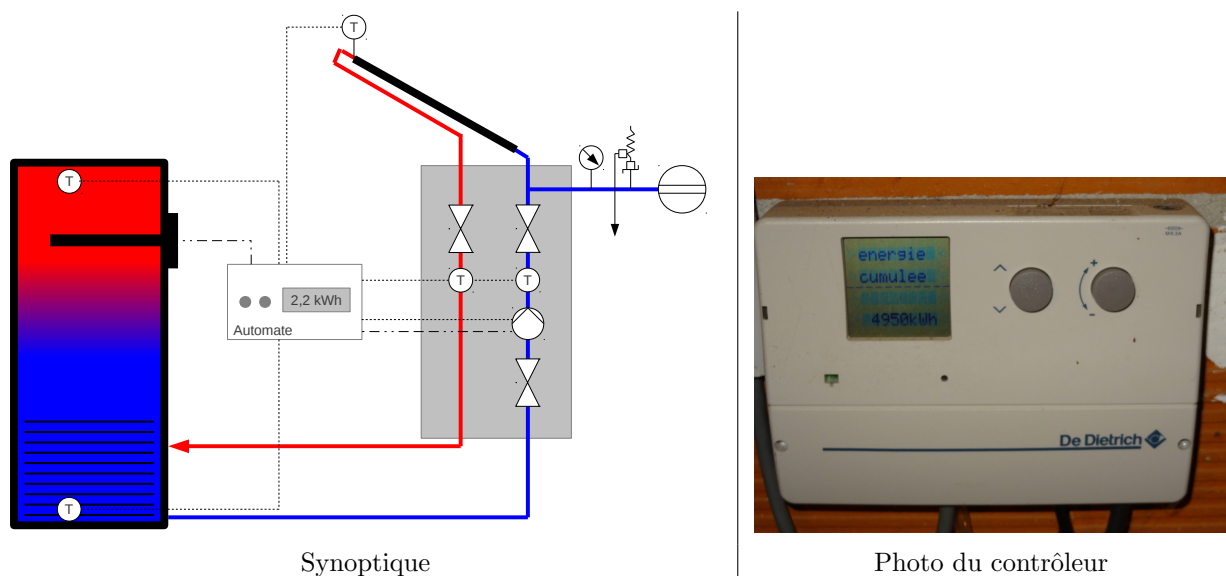 T
T
T
T
2,2 kWh
Automate
T
Synoptique
energie
cumulee
4950kWh
+
-
De Dietrich
Photo du contrôleur